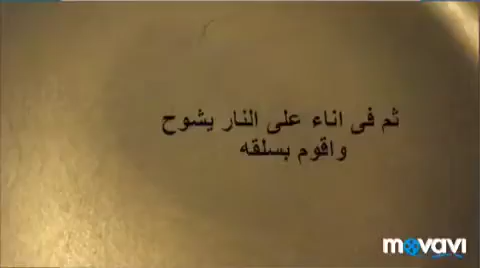 ثم فى اناء على النار يشوح
واقوم بسلقه
movavi